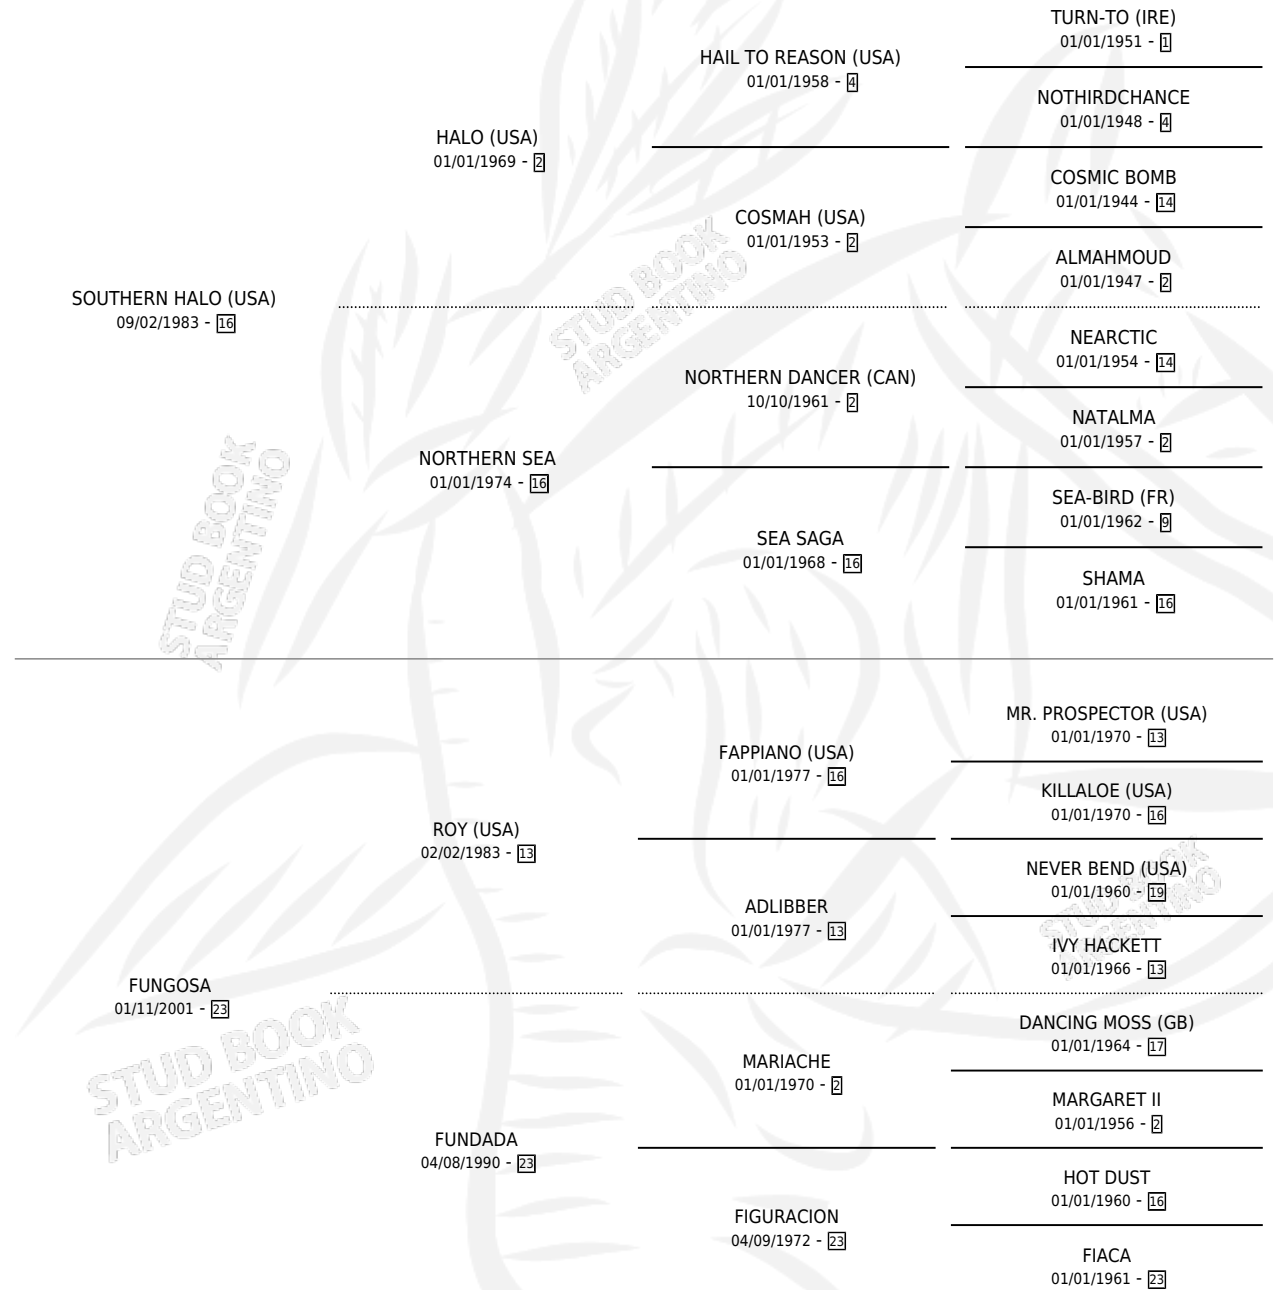 TURN-TO (IRE)
01/01/1951 - 1
HAIL TO REASON (USA)
01/01/1958 - 4
NOTHIRDCHANCE
01/01/1948 - 4
HALO (USA)
01/01/1969 - 2
COSMIC BOMB
01/01/1944 - 14
COSMAH (USA)
01/01/1953 - 2
ALMAHMOUD
01/01/1947 - 2
SOUTHERN HALO (USA)
09/02/1983 - 16
STUD BOOK
ARGENTINO
NEARCTIC
01/01/1954 - 14
NORTHERN DANCER (CAN)
10/10/1961 - 2
NATALMA
01/01/1957 - 2
NORTHERN SEA
01/01/1974 - 16
SEA-BIRD (FR)
01/01/1962 - 9
SEA SAGA
01/01/1968 - 16
SHAMA
01/01/1961 - 16
STUD BOOK
ARGENTINO
MR. PROSPECTOR (USA)
01/01/1970 - 13
FAPPIANO (USA)
01/01/1977 - 16
KILLALOE (USA)
01/01/1970 - 16
ROY (USA)
02/02/1983 - 13
NEVER BEND (USA)
01/01/1960 - 19
STUD BOOK
ARGENTINO
ADLIBBER
01/01/1977 - 13
IVY HACKETT
01/01/1966 - 13
FUNGOSA
01/11/2001 - 23
STUD BOOK
ARGENTINO
DANCING MOSS (GB)
01/01/1964 - 17
MARIACHE
01/01/1970 - 2
MARGARET II
01/01/1956 - 2
FUNDADA
04/08/1990 - 23
HOT DUST
01/01/1960 - 16
FIGURACION
04/09/1972 - 23
FIACA
01/01/1961 - 23